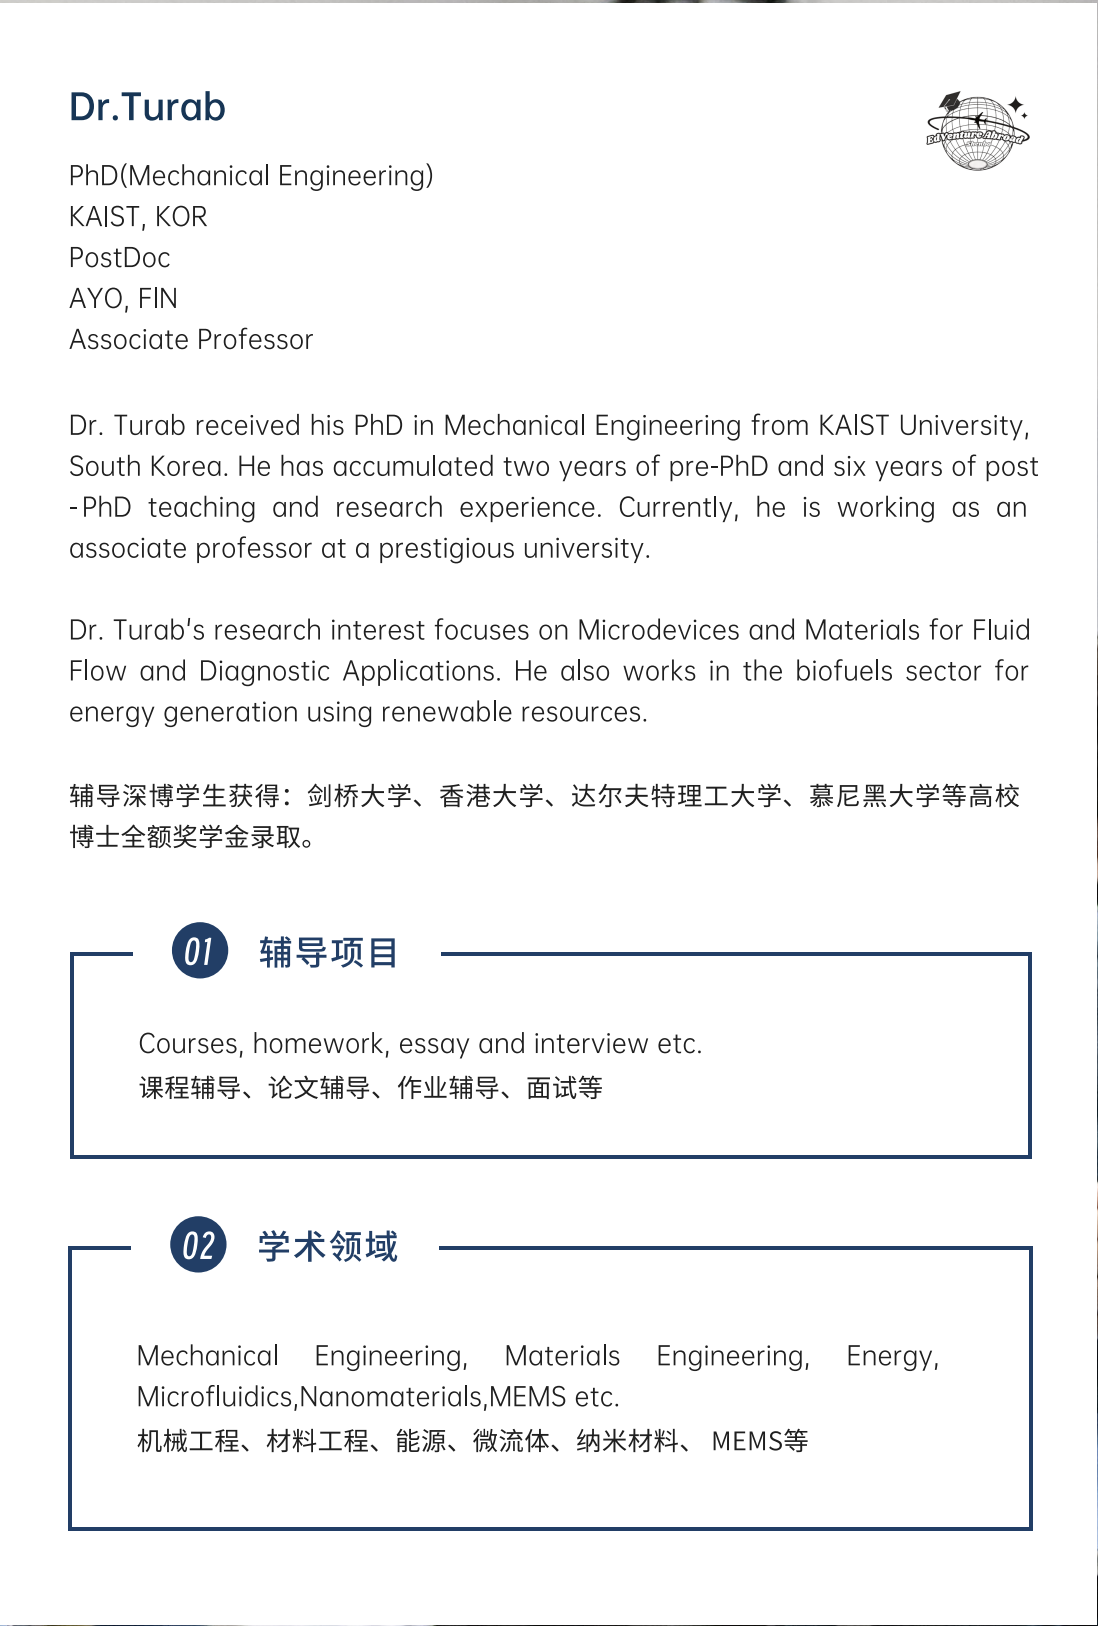 Dr.Turab
EdVenture Abroad
PhD(Mechanical Engineering)
KAIST, KOR
PostDoc
AYO, FIN
Associate Professor
Dr. Turab received his PhD in Mechanical Engineering from KAIST University,
South Korea. He has accumulated two years of pre-PhD and six years of post
-PhD teaching and research experience. Currently, he is working as an
associate professor at a prestigious university.
Dr. Turab's research interest focuses on Microdevices and Materials for Fluid
Flow and Diagnostic Applications. He also works in the biofuels sector for
energy generation using renewable resources.
辅导深博学生获得：剑桥大学、香港大学、达尔夫特理工大学、慕尼黑大学等高校
博士全额奖学金录取。
01 辅导项目
Courses, homework, essay and interview etc.
课程辅导、论文辅导、作业辅导、面试等
02 学术领域
Mechanical Engineering, Materials Engineering, Energy,
Microfluidics,Nanomaterials,MEMS etc.
机械工程、材料工程、能源、微流体、纳米材料、 MEMS等